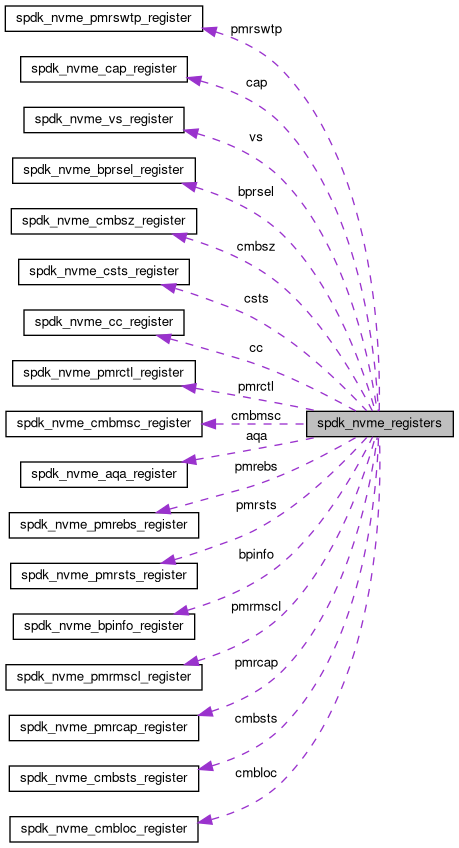 spdk_nvme_pmrswtp_register
pmrswtp
spdk_nvme_cap_register
cap
spdk_nvme_vs_register
vs
spdk_nvme_bprsel_register
bprsel
spdk_nvme_cmbsz_register
cmbsz
spdk_nvme_csts_register
csts
spdk_nvme_cc_register
cc
spdk_nvme_pmrctl_register
pmrctl
spdk_nvme_cmbmsc_register
cmbmsc
spdk_nvme_registers
aqa
spdk_nvme_aqa_register
pmrebs
spdk_nvme_pmrebs_register
pmrsts
spdk_nvme_pmrsts_register
bpinfo
spdk_nvme_bpinfo_register
pmrmscl
spdk_nvme_pmrmscl_register
pmrcap
spdk_nvme_pmrcap_register
cmbsts
spdk_nvme_cmbsts_register
cmbloc
spdk_nvme_cmbloc_register